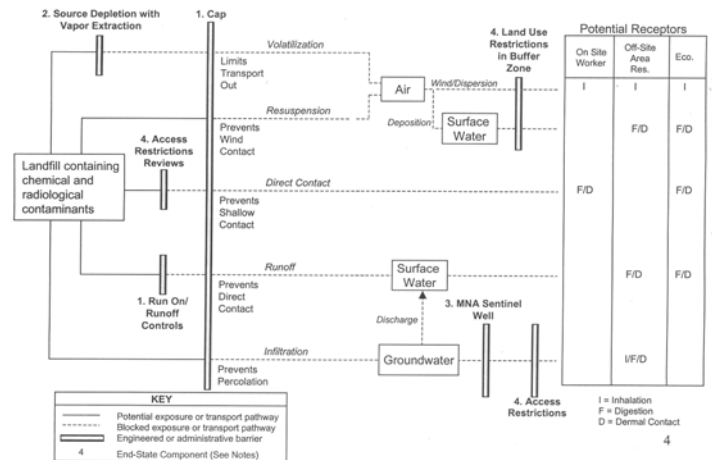 2. Source Depletion with
Vapor Extraction
1. Cap
Volatilization
Limits
Transport
Out
4. Land Use
Restrictions
in Buffer
Zone
Potential Receptors
On Site
Worker
Off-Site
Area
Res.
Eco.
Air
Wind/Dispersion
I
I
I
Resuspension
Prevents
Wind
Contact
Deposition
Surface
Water
F/D
F/D
4. Access
Restrictions
Reviews
Landfill containing
chemical and
radiological
contaminants
Direct Contact
Prevents
Shallow
Contact
F/D
F/D
1. Run On/
Runoff
Controls
Runoff
Prevents
Direct
Contact
Surface
Water
F/D
F/D
Discharge
3. MNA Sentinel
Well
Infiltration
Prevents
Percolation
Groundwater
I/F/D
4. Access
Restrictions
KEY
Potential exposure or transport pathway
Blocked exposure or transport pathway
Engineered or administrative barrier
4 End-State Component (See Notes)
I = Inhalation
F = Digestion
D = Dermal Contact
4